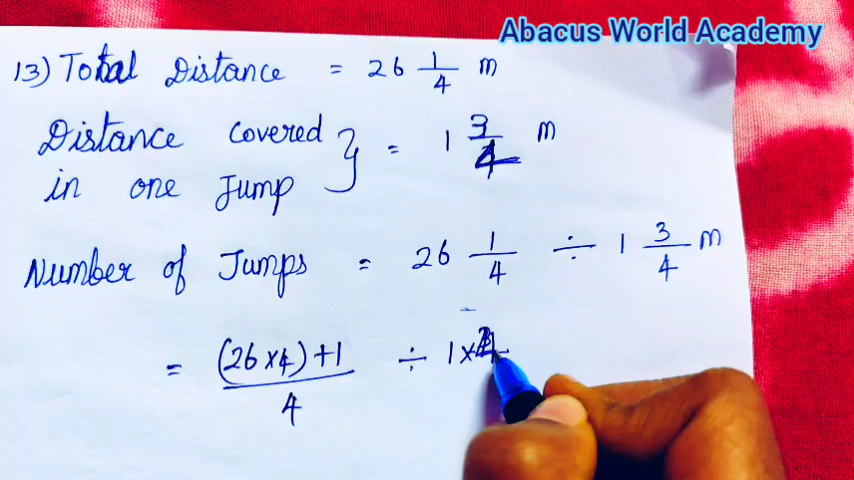 Abacus World Academy
13) Total Distance = 26 1/4 m
Distance covered } = 1 3/4 m
in one Jump
Number of Jumps = 26 1/4 ÷ 1 3/4 m
= (26×4)+1 / 4 ÷ 1×4